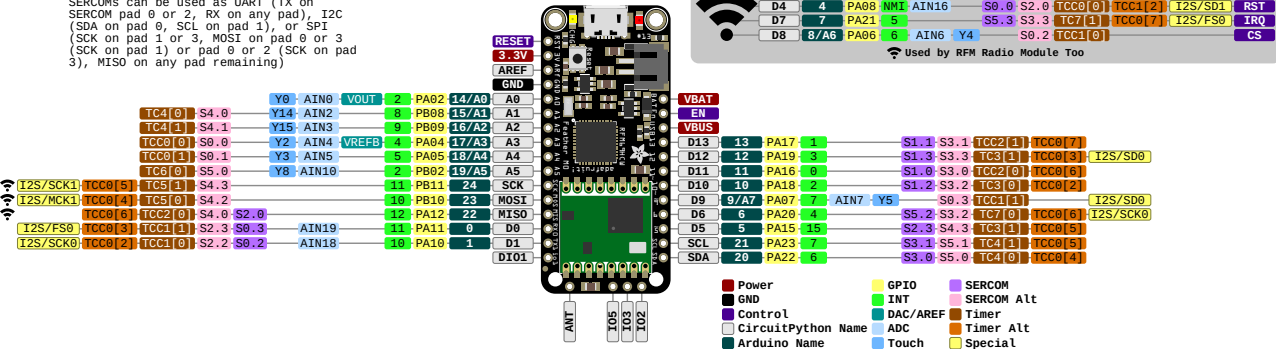 SERCOMs can be used as UART (TX on
SERCOM pad 0 or 2, RX on any pad), I2C
(SDA on pad 0, SCL on pad 1), or SPI
(SCK on pad 1 or 3, MOSI on pad 0 or 3
(SCK on pad 1) or pad 0 or 2 (SCK on pad
3), MISO on any pad remaining)
D4 4 PA08 NMI AIN16 S0.0 S2.0 TCC0[0] TCC1[2] I2S/SD1 RST
D7 7 PA21 5 S5.3 S3.3 TC7[1] TCC0[7] I2S/FS0 IRQ
D8 8/A6 PA06 6 AIN6 Y4 S0.2 TCC1[0] CS
Used by RFM Radio Module Too
RESET
3.3V
AREF
GND
Y0 AIN0 VOUT 2 PA02 14/A0 A0
TC4[0] S4.0 Y14 AIN2 8 PB08 15/A1 A1
TC4[1] S4.1 Y15 AIN3 9 PB09 16/A2 A2
TCC0[0] S0.0 Y2 AIN4 VREFB 4 PA04 17/A3 A3
TCC0[1] S0.1 Y3 AIN5 5 PA05 18/A4 A4
TC6[0] S5.0 Y8 AIN10 2 PB02 19/A5 A5
I2S/SCK1 TCC0[5] TC5[1] S4.3 11 PB11 24 SCK
I2S/MCK1 TCC0[4] TC5[0] S4.2 10 PB10 23 MOSI
TCC0[6] TCC2[0] S4.0 S2.0 12 PA12 22 MISO
I2S/FS0 TCC0[3] TCC1[1] S2.3 S0.3 AIN19 11 PA11 0 D0
I2S/SCK0 TCC0[2] TCC1[0] S2.2 S0.2 AIN18 10 PA10 1 D1
DIO1
VBAT
EN
VBUS
D13 13 PA17 1 S1.1 S3.1 TCC2[1] TCC0[7]
D12 12 PA19 3 S1.3 S3.3 TC3[1] TCC0[3] I2S/SD0
D11 11 PA16 0 S1.0 S3.0 TCC2[0] TCC0[6]
D10 10 PA18 2 S1.2 S3.2 TC3[0] TCC0[2]
D9 9/A7 PA07 7 AIN7 Y5 S0.3 TCC1[1] I2S/SD0
D6 6 PA20 4 S5.2 S3.2 TC7[0] TCC0[6] I2S/SCK0
D5 5 PA15 15 S2.3 S4.3 TC3[1] TCC0[5]
SCL 21 PA23 7 S3.1 S5.1 TC4[1] TCC0[5]
SDA 20 PA22 6 S3.0 S5.0 TC4[0] TCC0[4]
ANT
IO5
IO3
IO2
Power
GND
Control
CircuitPython Name
Arduino Name
GPIO
INT
DAC/AREF
ADC
Touch
SERCOM
SERCOM Alt
Timer
Timer Alt
Special